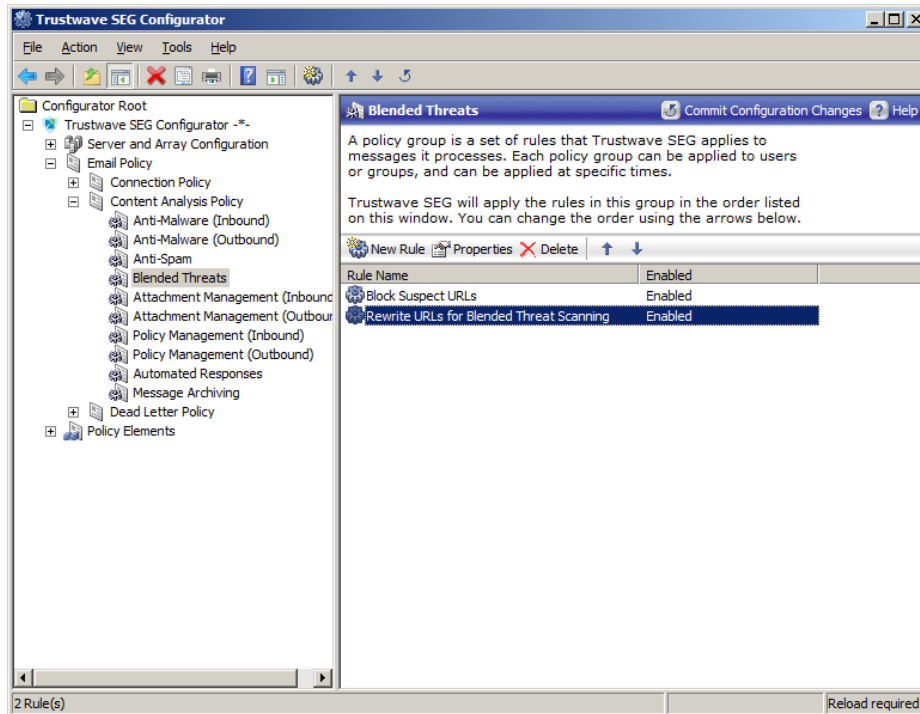 Trustwave SEG Configurator
File Action View Tools Help
Configurator Root
Trustwave SEG Configurator -*-
Server and Array Configuration
Email Policy
Connection Policy
Content Analysis Policy
Anti-Malware (Inbound)
Anti-Malware (Outbound)
Anti-Spam
Blended Threats
Attachment Management (Inbound
Attachment Management (Outbour
Policy Management (Inbound)
Policy Management (Outbound)
Automated Responses
Message Archiving
Dead Letter Policy
Policy Elements
Blended Threats Commit Configuration Changes Help
A policy group is a set of rules that Trustwave SEG applies to
messages it processes. Each policy group can be applied to users
or groups, and can be applied at specific times.
Trustwave SEG will apply the rules in this group in the order listed
on this window. You can change the order using the arrows below.
New Rule Properties Delete
Rule Name Enabled
Block Suspect URLs Enabled
Rewrite URLs for Blended Threat Scanning Enabled
2 Rule(s) Reload required